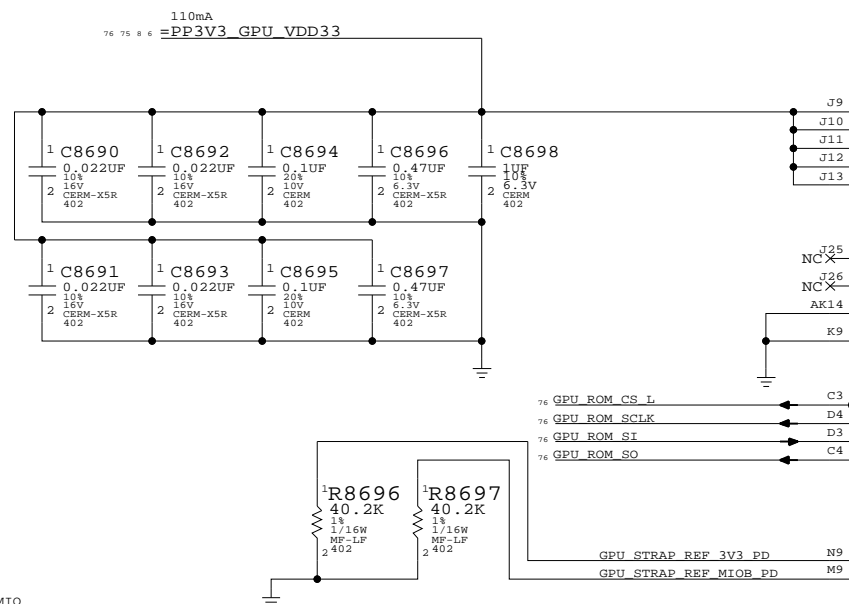 110mA
76 75 8 6 =PP3V3_GPU_VDD33
J9
J10
J11
J12
J13
1 C8690
0.022UF
10%
16V
2 CERM-X5R
402
1 C8692
0.022UF
10%
16V
2 CERM-X5R
402
1 C8694
0.1UF
20%
10V
2 CERM
402
1 C8696
0.47UF
10%
6.3V
2 CERM-X5R
402
1 C8698
1UF
10%
6.3V
2 CERM
402
1 C8691
0.022UF
10%
16V
2 CERM-X5R
402
1 C8693
0.022UF
10%
16V
2 CERM-X5R
402
1 C8695
0.1UF
20%
10V
2 CERM
402
1 C8697
0.47UF
10%
6.3V
2 CERM-X5R
402
NC J25
NC J26
AK14
K9
76 GPU_ROM_CS_L C3
76 GPU_ROM_SCLK D4
76 GPU_ROM_SI D3
76 GPU_ROM_SO C4
1 R8696
40.2K
1%
1/16W
MF-LF
2 402
1 R8697
40.2K
1%
1/16W
MF-LF
2 402
GPU_STRAP_REF_3V3_PD N9
GPU_STRAP_REF_MIOB_PD M9
MIO